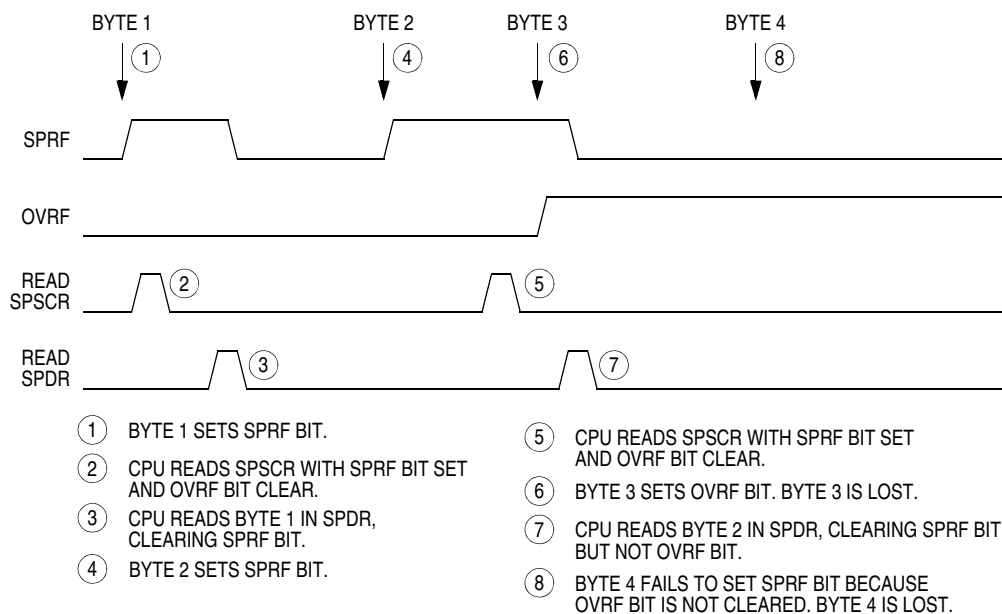 BYTE 1
BYTE 2
BYTE 3
BYTE 4
1
4
6
8
SPRF
OVRF
READ
SPSCR
2
5
READ
SPDR
3
7
1 BYTE 1 SETS SPRF BIT.
2 CPU READS SPSCR WITH SPRF BIT SET
AND OVRF BIT CLEAR.
3 CPU READS BYTE 1 IN SPDR,
CLEARING SPRF BIT.
4 BYTE 2 SETS SPRF BIT.
5 CPU READS SPSCR WITH SPRF BIT SET
AND OVRF BIT CLEAR.
6 BYTE 3 SETS OVRF BIT. BYTE 3 IS LOST.
7 CPU READS BYTE 2 IN SPDR, CLEARING SPRF BIT
BUT NOT OVRF BIT.
8 BYTE 4 FAILS TO SET SPRF BIT BECAUSE
OVRF BIT IS NOT CLEARED. BYTE 4 IS LOST.